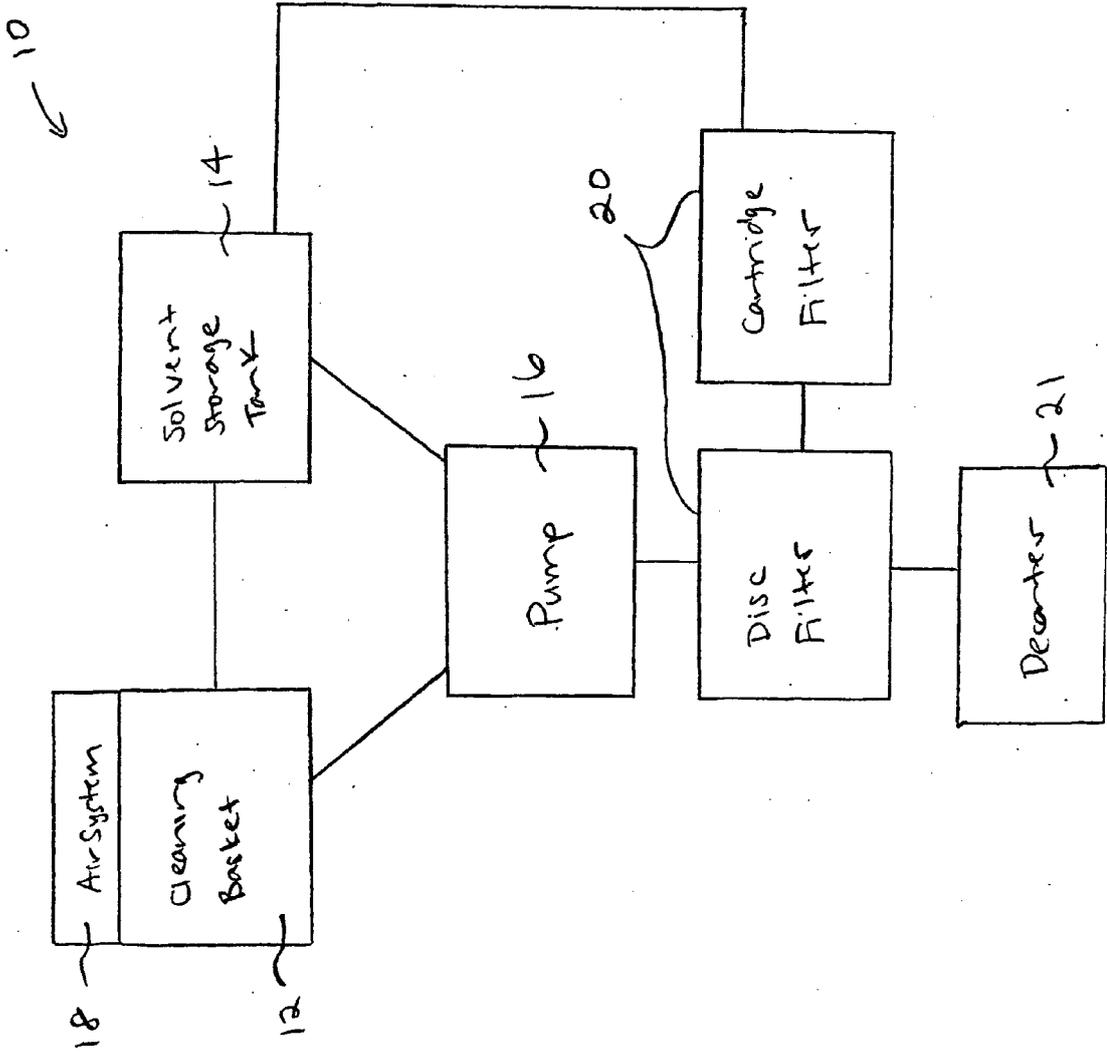 10
18
Air System
Cleaning
Basket
12
Solvent
Storage
Tank
14
Pump
16
20
Disc
Filter
Cartridge
Filter
Decanter
21